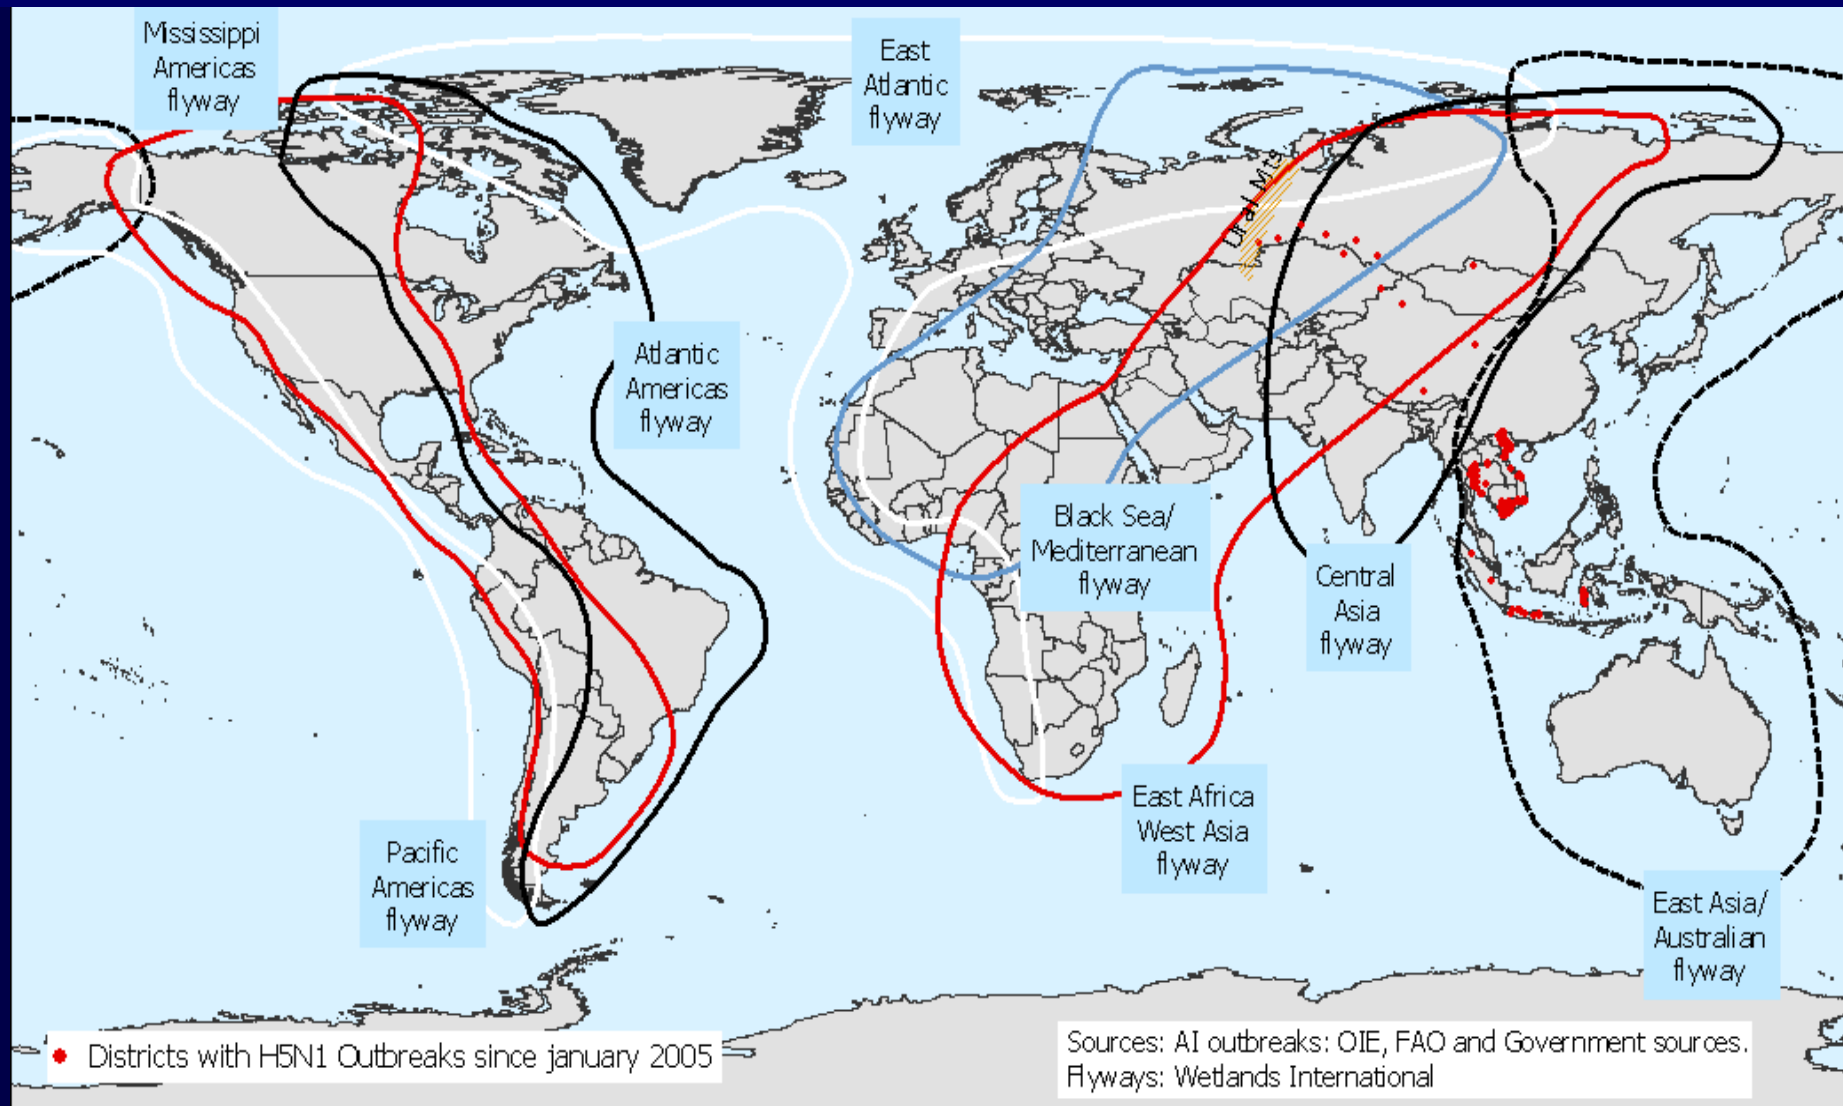 Mississippi
Americas
flyway
East
Atlantic
flyway
Ural Mts
Atlantic
Americas
flyway
Black Sea/
Mediterranean
flyway
Central
Asia
flyway
East Africa
West Asia
flyway
Pacific
Americas
flyway
East Asia/
Australian
flyway
Districts with H5N1 Outbreaks since january 2005
Sources: AI outbreaks: OIE, FAO and Government sources.
Flyways: Wetlands International